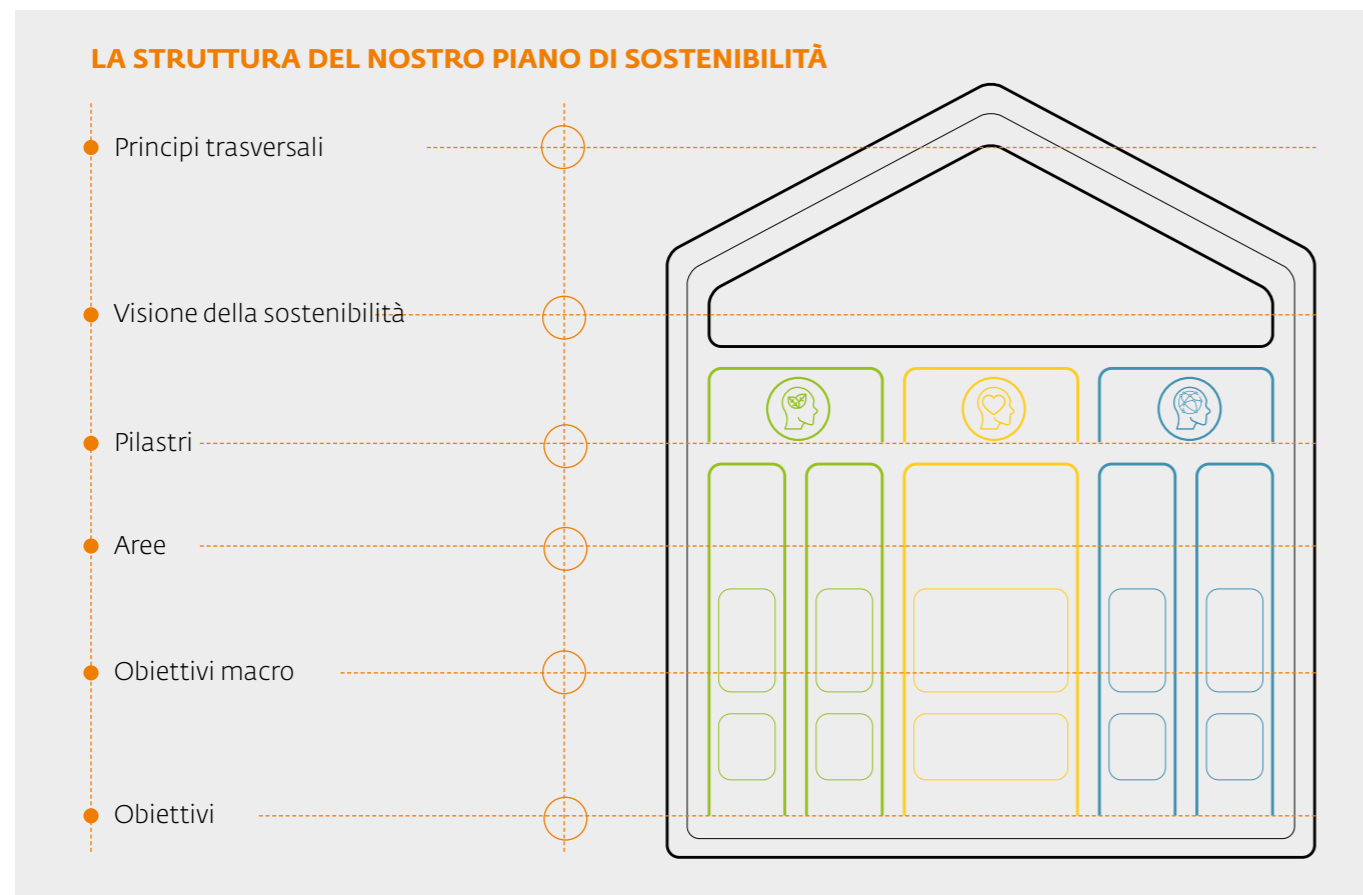 LA STRUTTURA DEL NOSTRO PIANO DI SOSTENIBILITÀ
Principi trasversali
Visione della sostenibilità
Pilastri
Aree
Obiettivi macro
Obiettivi